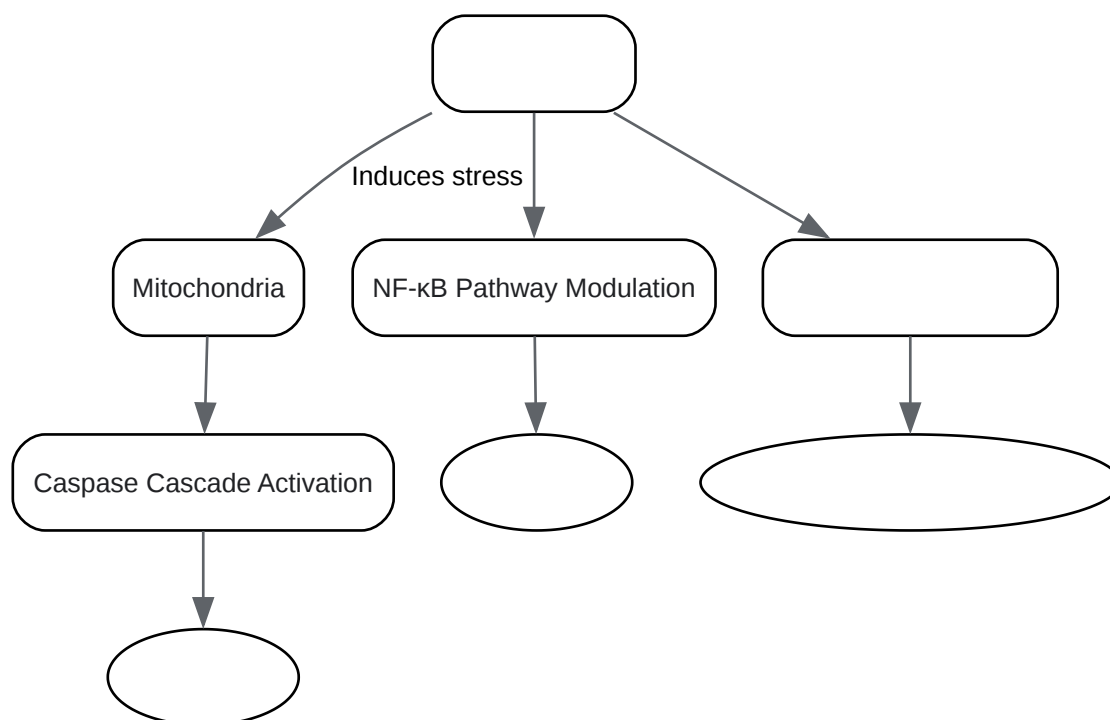 Induces stress
Mitochondria
NF-κB Pathway Modulation
Caspase Cascade Activation